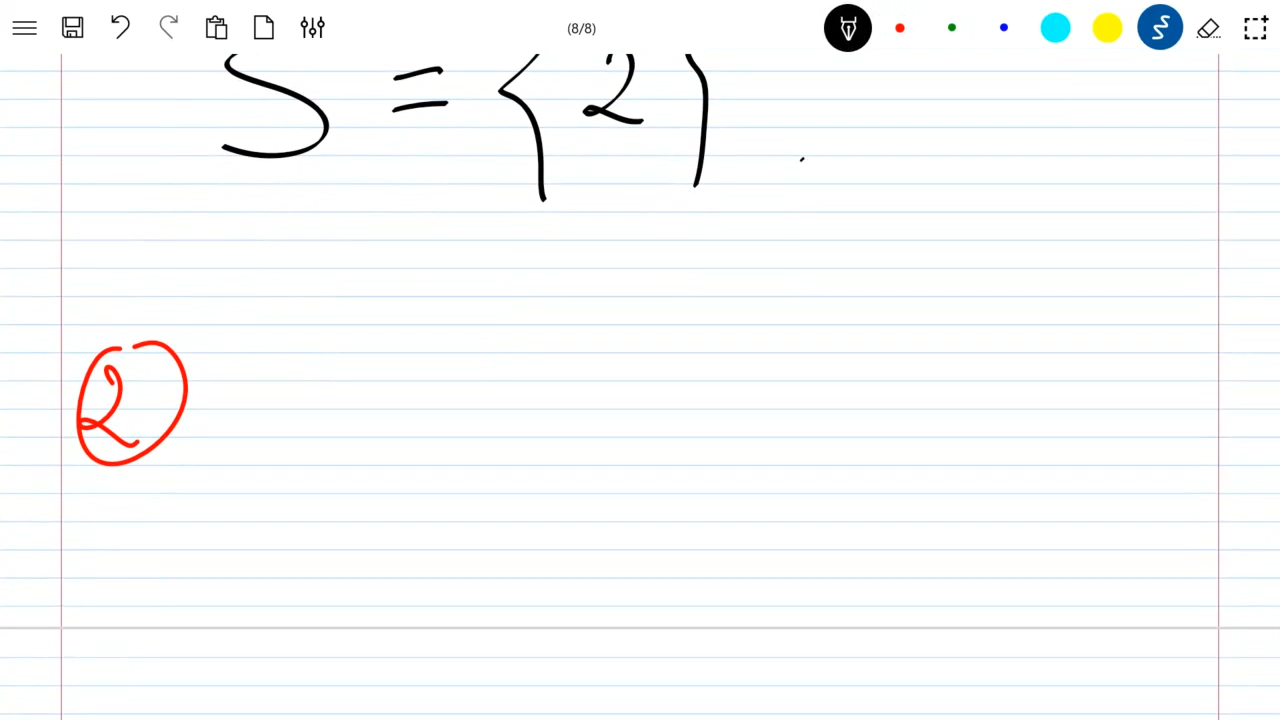 (8/8)
S = {2}
2